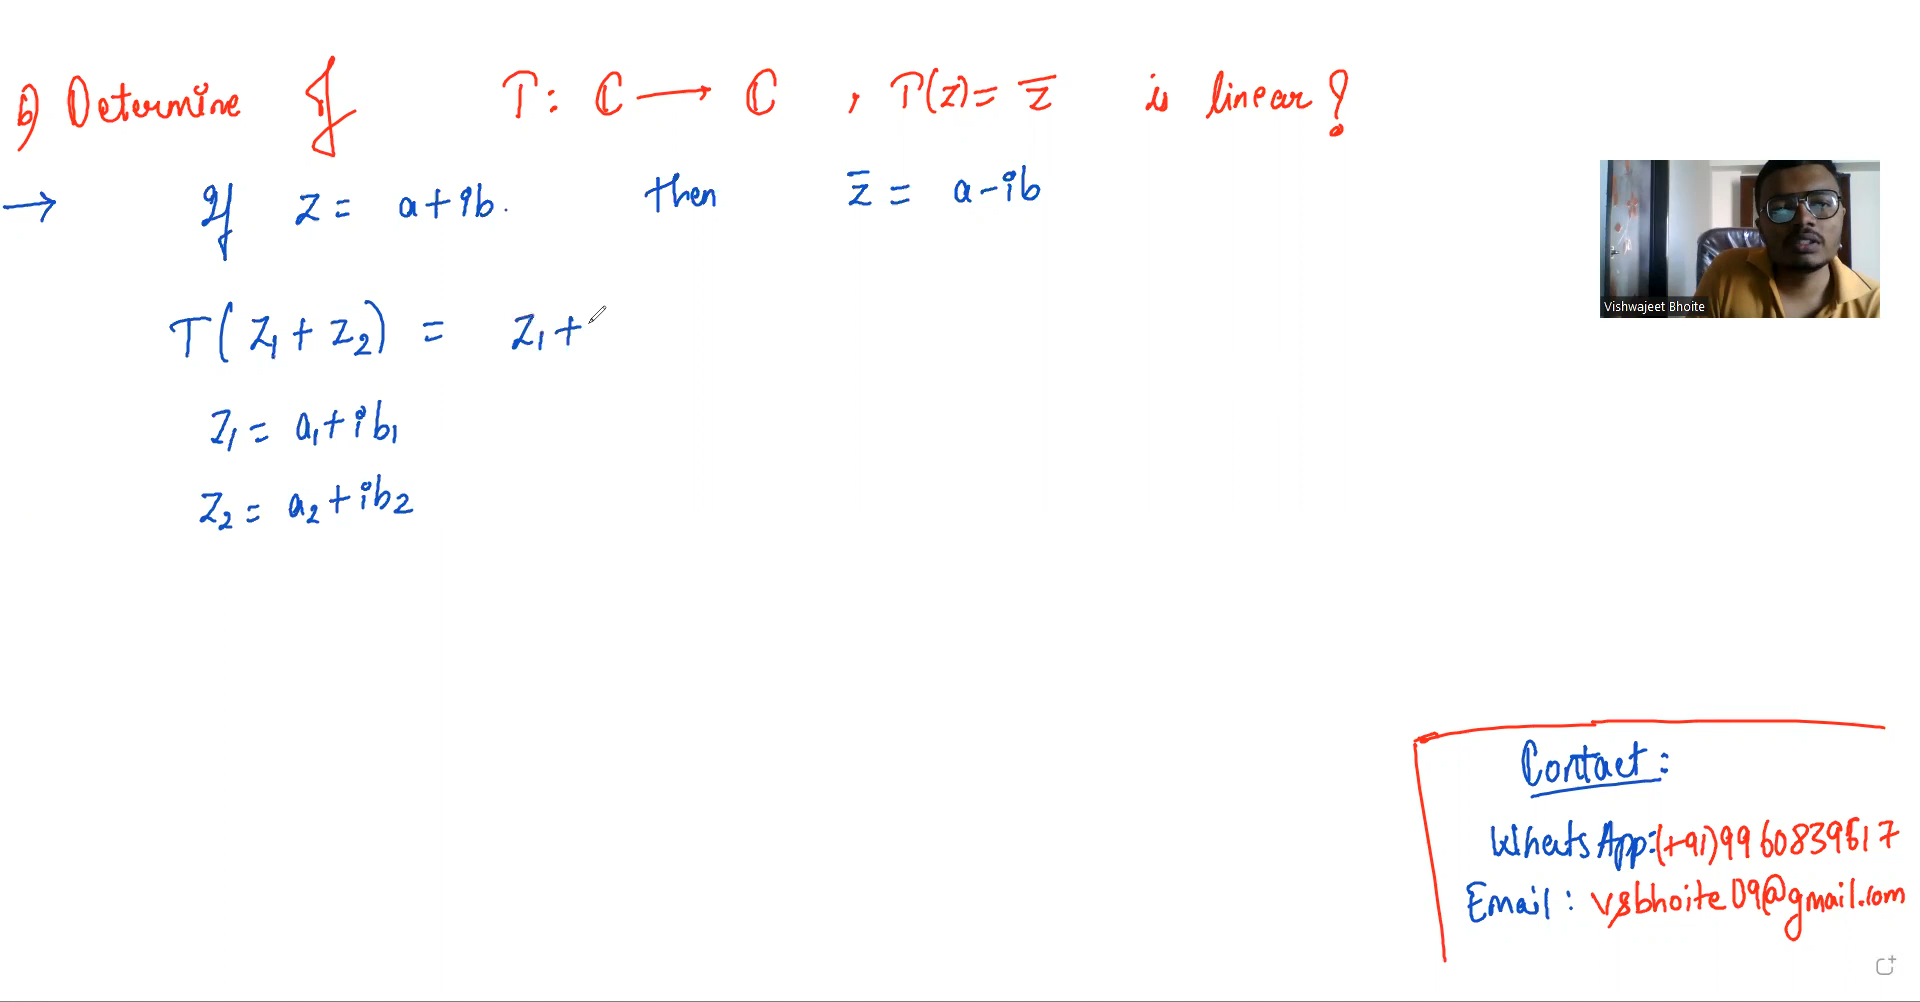 b) Determine if T: ℂ → ℂ , T(z) = z̅ is linear?
→ If z = a+ib. then z̅ = a-ib
T(z₁ + z₂) = z₁ +
z₁ = a₁ + ib₁
z₂ = a₂ + ib₂
Vishwajeet Bhoite
Contact:
WhatsApp:(+91)9960839617
Email: vsbhoite09@gmail.com